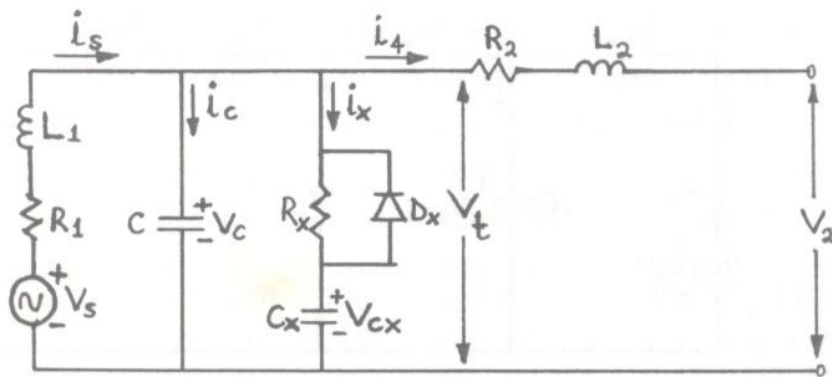 is i4 R2 L2
ic ix
L1
R1 C + Vc - Rx Dx Vt V2
+ Vs - Cx + Vcx -